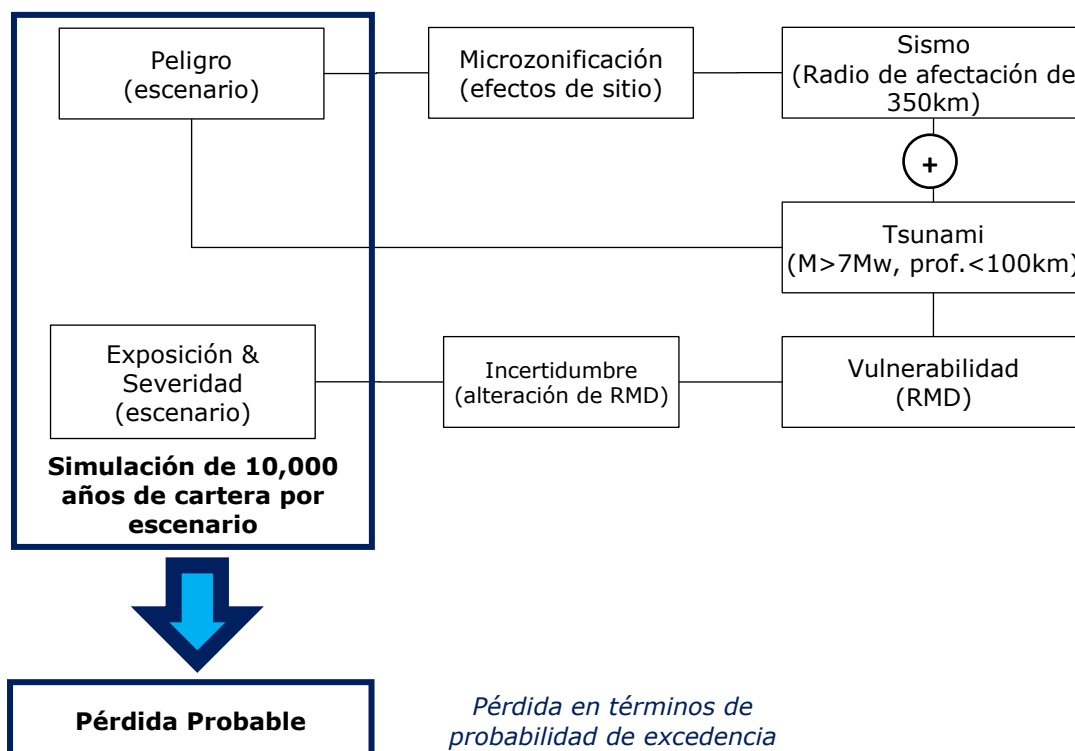 Peligro
(escenario)
Microzonificación
(efectos de sitio)
Sismo
(Radio de afectación de
350km)
+
Tsunami
(M>7Mw, prof.<100km)
Exposición &
Severidad
(escenario)
Incertidumbre
(alteración de RMD)
Vulnerabilidad
(RMD)
Simulación de 10,000
años de cartera por
escenario
Pérdida Probable
Pérdida en términos de
probabilidad de excedencia